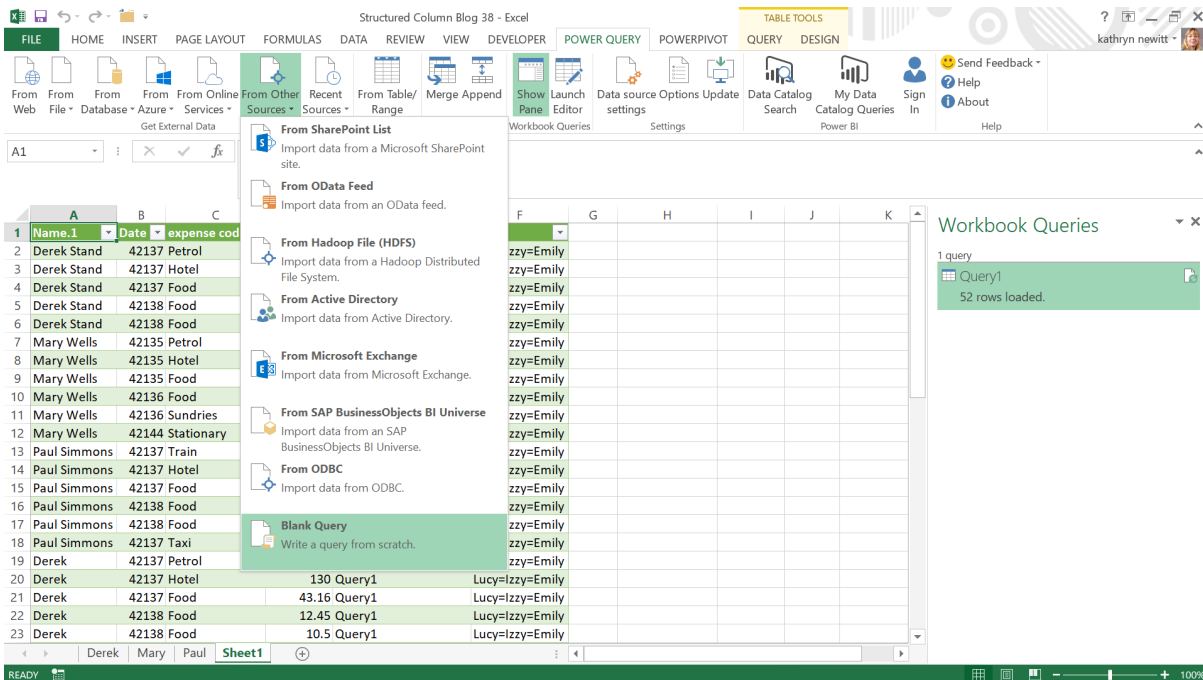 Structured Column Blog 38 - Excel
TABLE TOOLS
?
FILE HOME INSERT PAGE LAYOUT FORMULAS DATA REVIEW VIEW DEVELOPER POWER QUERY POWERPIVOT QUERY DESIGN
kathryn newitt
From Web
From File
From Database
From Azure
From Online Services
From Other Sources
Recent Sources
From Table/ Range
Merge
Append
Show Pane
Launch Editor
Data source settings
Options
Update
Data Catalog Search
My Data Catalog Queries
Sign In
Send Feedback
Help
About
Get External Data
Workbook Queries
Settings
Power BI
Help
A1
fx
From SharePoint List
Import data from a Microsoft SharePoint
site.
From OData Feed
Import data from an OData feed.
From Hadoop File (HDFS)
Import data from a Hadoop Distributed
File System.
From Active Directory
Import data from Active Directory.
From Microsoft Exchange
Import data from Microsoft Exchange.
From SAP BusinessObjects BI Universe
Import data from an SAP
BusinessObjects BI Universe.
From ODBC
Import data from ODBC.
Blank Query
Write a query from scratch.
A B C F G H I J K
1 Name.1 Date expense cod
2 Derek Stand 42137 Petrol zzy=Emily
3 Derek Stand 42137 Hotel zzy=Emily
4 Derek Stand 42137 Food zzy=Emily
5 Derek Stand 42138 Food zzy=Emily
6 Derek Stand 42138 Food zzy=Emily
7 Mary Wells 42135 Petrol zzy=Emily
8 Mary Wells 42135 Hotel zzy=Emily
9 Mary Wells 42135 Food zzy=Emily
10 Mary Wells 42136 Food zzy=Emily
11 Mary Wells 42136 Sundries zzy=Emily
12 Mary Wells 42144 Stationary zzy=Emily
13 Paul Simmons 42137 Train zzy=Emily
14 Paul Simmons 42137 Hotel zzy=Emily
15 Paul Simmons 42137 Food zzy=Emily
16 Paul Simmons 42138 Food zzy=Emily
17 Paul Simmons 42138 Food zzy=Emily
18 Paul Simmons 42137 Taxi zzy=Emily
19 Derek 42137 Petrol zzy=Emily
20 Derek 42137 Hotel 130 Query1 Lucy=Izzy=Emily
21 Derek 42137 Food 43.16 Query1 Lucy=Izzy=Emily
22 Derek 42138 Food 12.45 Query1 Lucy=Izzy=Emily
23 Derek 42138 Food 10.5 Query1 Lucy=Izzy=Emily
Workbook Queries
1 query
Query1
52 rows loaded.
Derek Mary Paul Sheet1
READY
100%